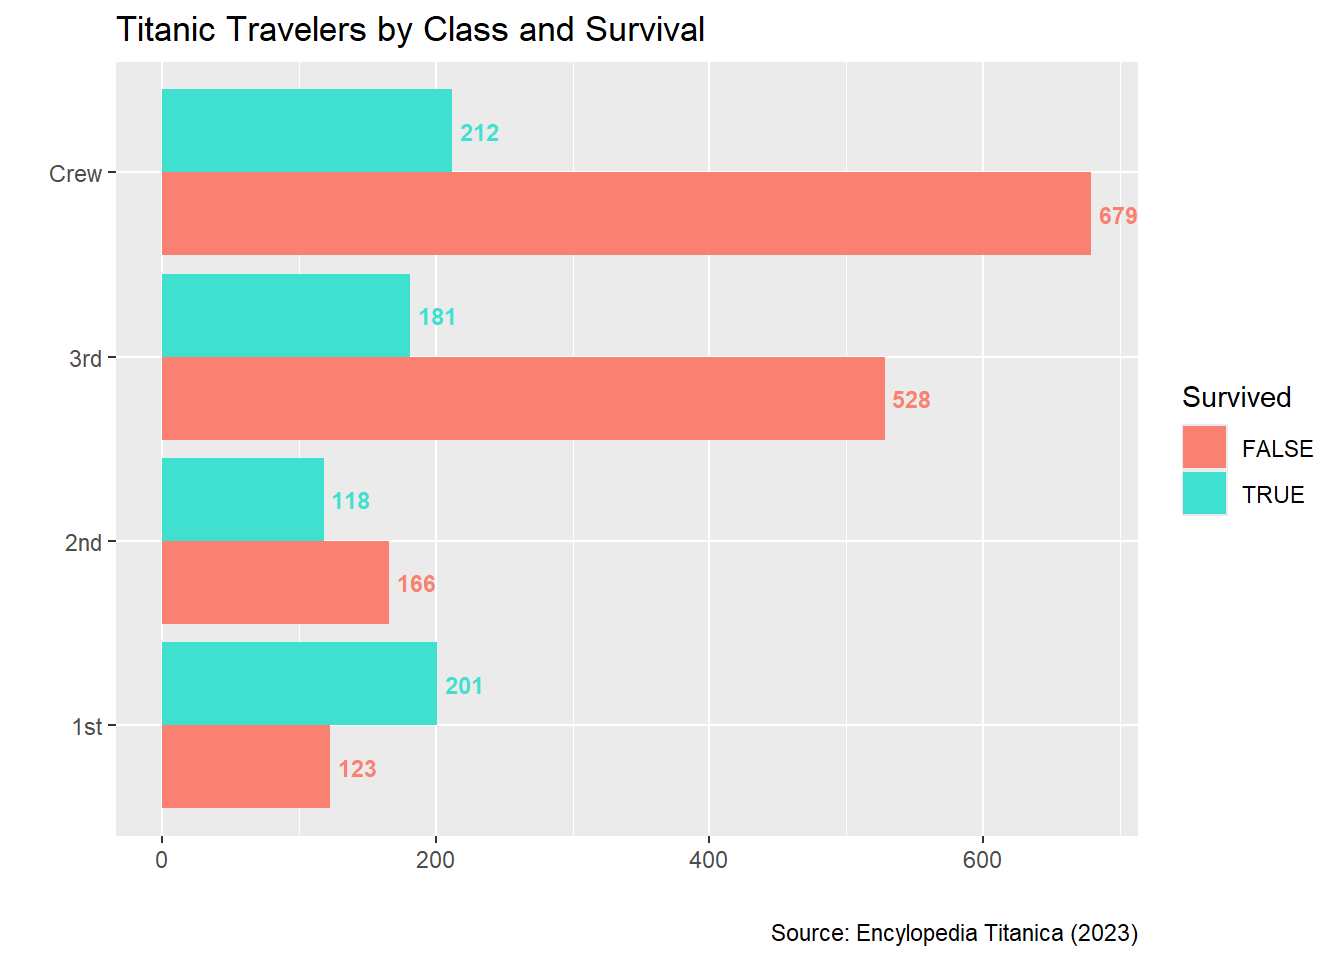 Titanic Travelers by Class and Survival
212
Crew
679
181
3rd
528
118
2nd
166
201
1st
123
0 200 400 600
Survived
FALSE
TRUE
Source: Encylopedia Titanica (2023)